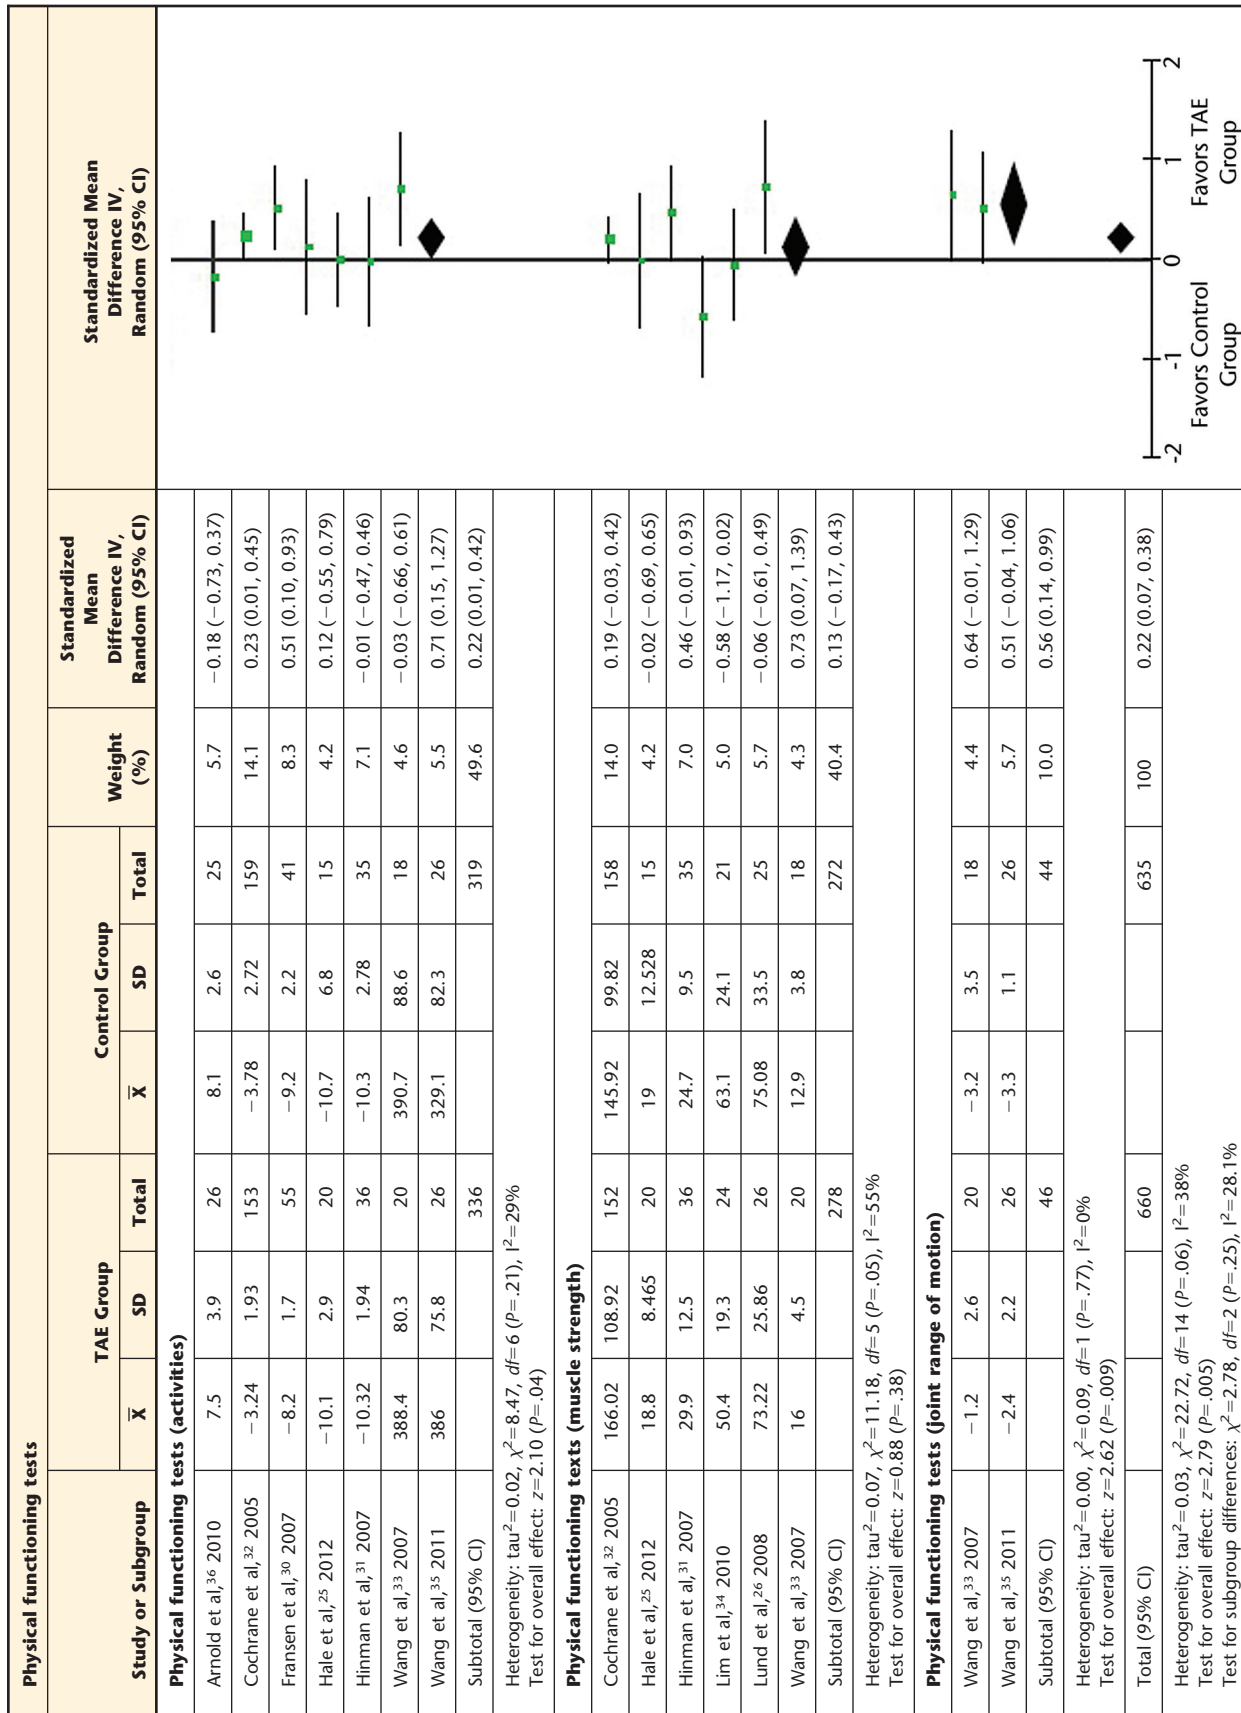 Physical functioning tests
Study or Subgroup | TAE Group | Control Group | Weight (%) | Standardized Mean Difference IV, Random (95% CI) | Standardized Mean Difference IV, Random (95% CI)
X̄ | SD | Total | X̄ | SD | Total
Physical functioning tests (activities)
Arnold et al,³⁶ 2010 | 7.5 | 3.9 | 26 | 8.1 | 2.6 | 25 | 5.7 | −0.18 (−0.73, 0.37)
Cochrane et al,³² 2005 | −3.24 | 1.93 | 153 | −3.78 | 2.72 | 159 | 14.1 | 0.23 (0.01, 0.45)
Fransen et al,³⁰ 2007 | −8.2 | 1.7 | 55 | −9.2 | 2.2 | 41 | 8.3 | 0.51 (0.10, 0.93)
Hale et al,²⁵ 2012 | −10.1 | 2.9 | 20 | −10.7 | 6.8 | 15 | 4.2 | 0.12 (−0.55, 0.79)
Hinman et al,³¹ 2007 | −10.32 | 1.94 | 36 | −10.3 | 2.78 | 35 | 7.1 | −0.01 (−0.47, 0.46)
Wang et al,³³ 2007 | 388.4 | 80.3 | 20 | 390.7 | 88.6 | 18 | 4.6 | −0.03 (−0.66, 0.61)
Wang et al,³⁵ 2011 | 386 | 75.8 | 26 | 329.1 | 82.3 | 26 | 5.5 | 0.71 (0.15, 1.27)
Subtotal (95% CI) | 336 | 319 | 49.6 | 0.22 (0.01, 0.42)
Heterogeneity: tau²=0.02, χ²=8.47, df=6 (P=.21), I²=29%
Test for overall effect: z=2.10 (P=.04)
Physical functioning texts (muscle strength)
Cochrane et al,³² 2005 | 166.02 | 108.92 | 152 | 145.92 | 99.82 | 158 | 14.0 | 0.19 (−0.03, 0.42)
Hale et al,²⁵ 2012 | 18.8 | 8.465 | 20 | 19 | 12.528 | 15 | 4.2 | −0.02 (−0.69, 0.65)
Hinman et al,³¹ 2007 | 29.9 | 12.5 | 36 | 24.7 | 9.5 | 35 | 7.0 | 0.46 (−0.01, 0.93)
Lim et al,³⁴ 2010 | 50.4 | 19.3 | 24 | 63.1 | 24.1 | 21 | 5.0 | −0.58 (−1.17, 0.02)
Lund et al,²⁶ 2008 | 73.22 | 25.86 | 26 | 75.08 | 33.5 | 25 | 5.7 | −0.06 (−0.61, 0.49)
Wang et al,³³ 2007 | 16 | 4.5 | 20 | 12.9 | 3.8 | 18 | 4.3 | 0.73 (0.07, 1.39)
Subtotal (95% CI) | 278 | 272 | 40.4 | 0.13 (−0.17, 0.43)
Heterogeneity: tau²=0.07, χ²=11.18, df=5 (P=.05), I²=55%
Test for overall effect: z=0.88 (P=.38)
Physical functioning tests (joint range of motion)
Wang et al,³³ 2007 | −1.2 | 2.6 | 20 | −3.2 | 3.5 | 18 | 4.4 | 0.64 (−0.01, 1.29)
Wang et al,³⁵ 2011 | −2.4 | 2.2 | 26 | −3.3 | 1.1 | 26 | 5.7 | 0.51 (−0.04, 1.06)
Subtotal (95% CI) | 46 | 44 | 10.0 | 0.56 (0.14, 0.99)
Heterogeneity: tau²=0.00, χ²=0.09, df=1 (P=.77), I²=0%
Test for overall effect: z=2.62 (P=.009)
Total (95% CI) | 660 | 635 | 100 | 0.22 (0.07, 0.38)
Heterogeneity: tau²=0.03, χ²=22.72, df=14 (P=.06), I²=38%
Test for overall effect: z=2.79 (P=.005)
Test for subgroup differences: χ²=2.78, df=2 (P=.25), I²=28.1%
-2 -1 0 1 2
Favors Control Group
Favors TAE Group